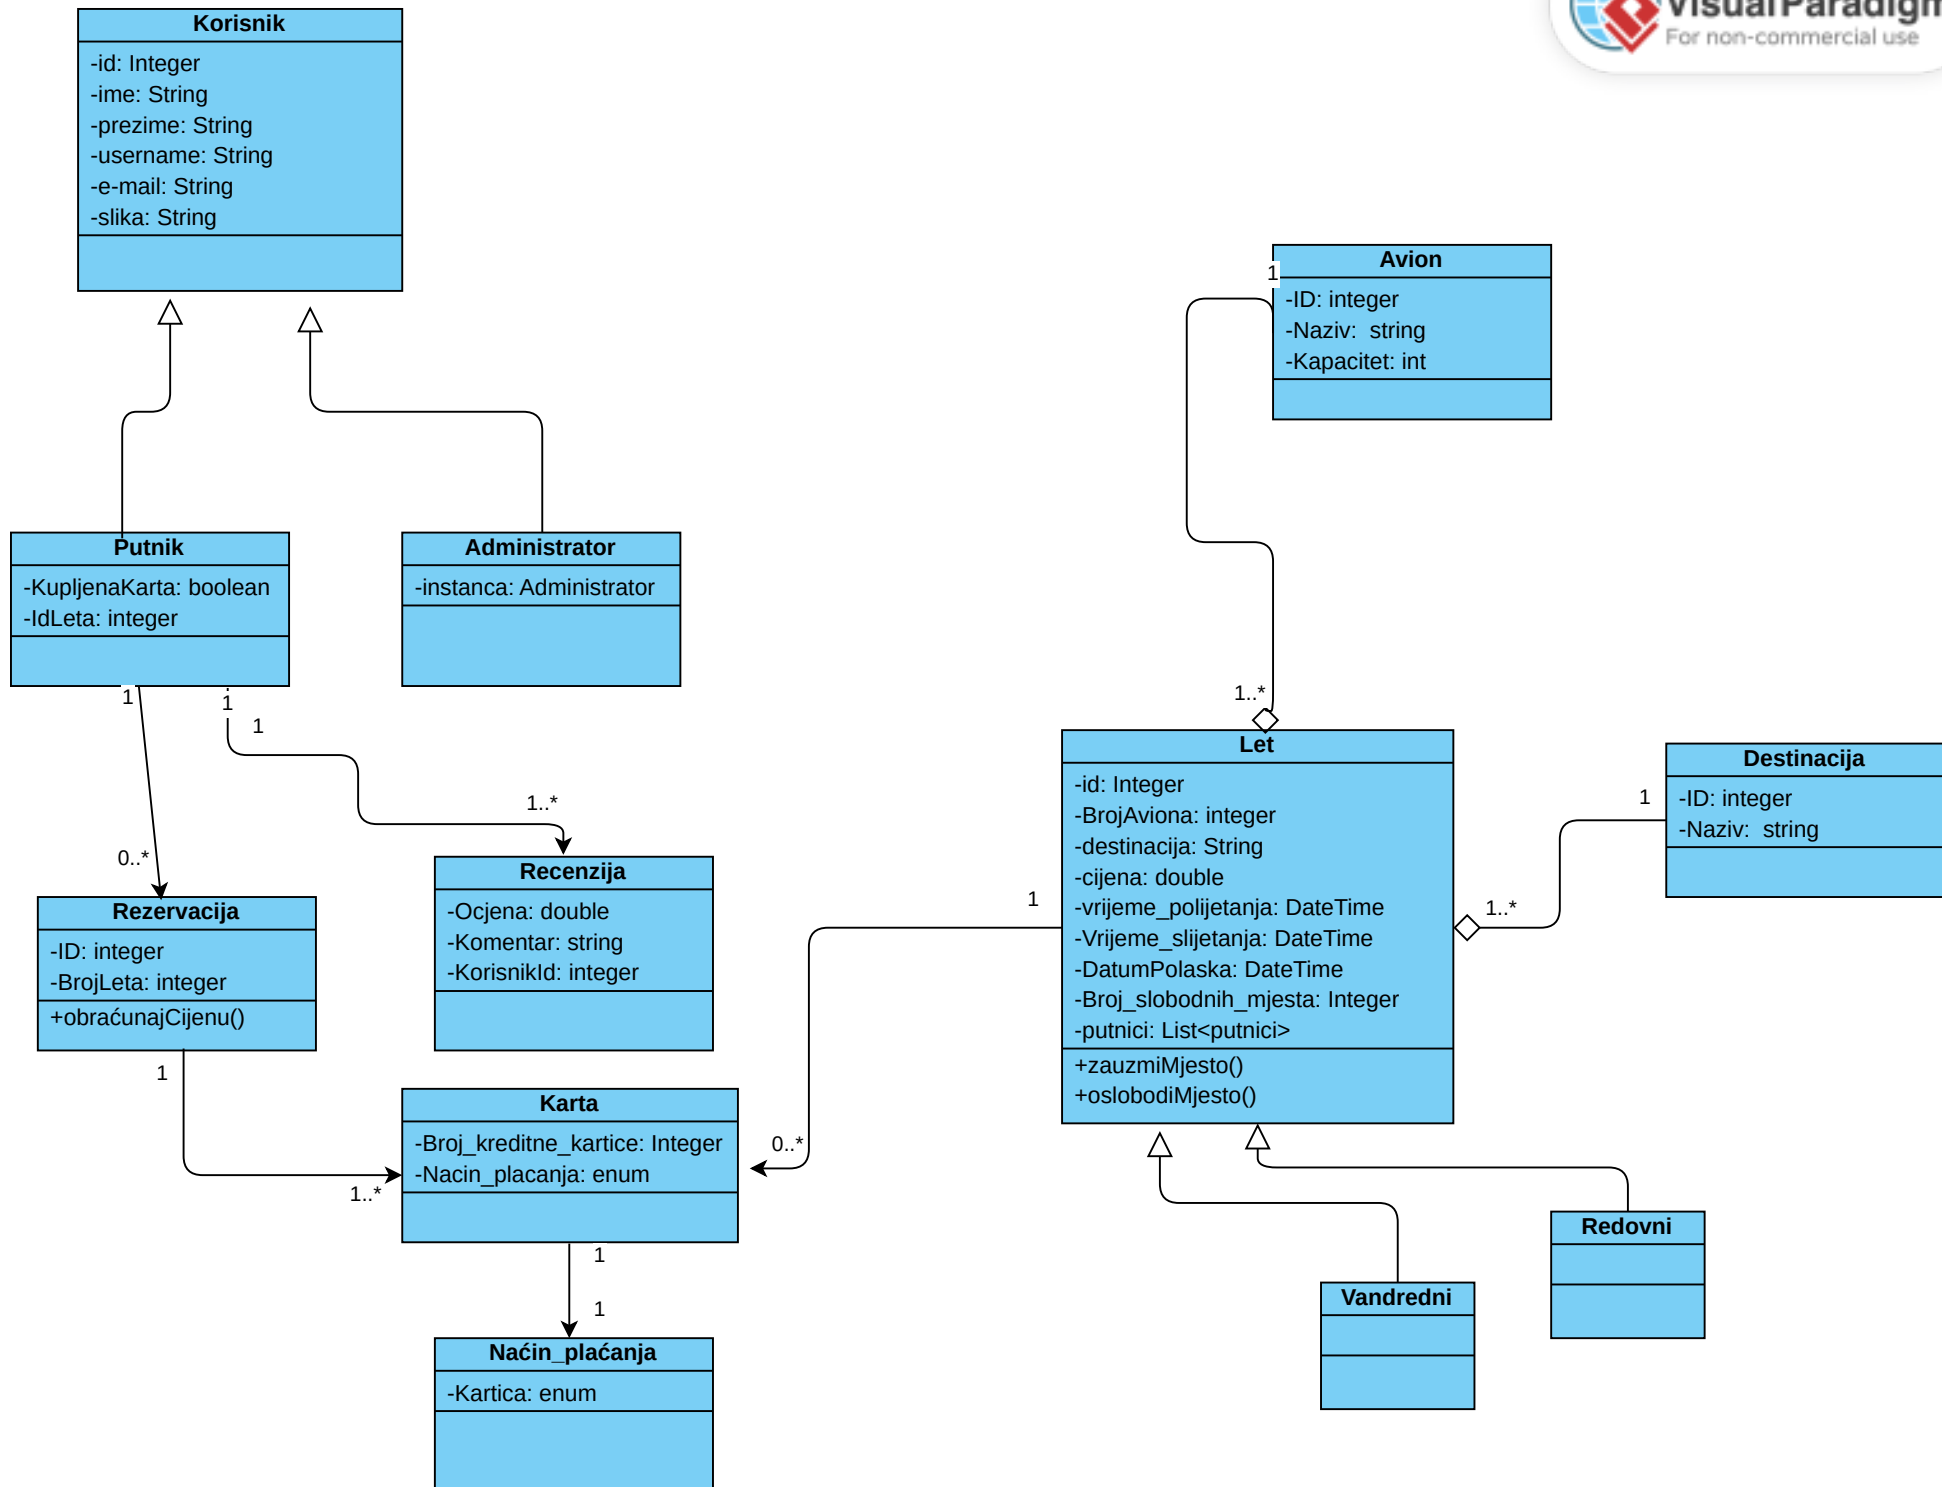 Korisnik
-id: Integer
-ime: String
-prezime: String
-username: String
-e-mail: String
-slika: String
VisualParadigm
For non-commercial use
Avion
1
-ID: integer
-Naziv:  string
-Kapacitet: int
Putnik
-KupljenaKarta: boolean
-IdLeta: integer
Administrator
-instanca: Administrator
1
1
1
1..*
0..*
Recenzija
-Ocjena: double
-Komentar: string
-KorisnikId: integer
Rezervacija
-ID: integer
-BrojLeta: integer
+obraćunajCijenu()
1
1..*
Karta
-Broj_kreditne_kartice: Integer
-Nacin_placanja: enum
1
0..*
1
1
Naćin_plaćanja
-Kartica: enum
1..*
Let
-id: Integer
-BrojAviona: integer
-destinacija: String
-cijena: double
-vrijeme_polijetanja: DateTime
-Vrijeme_slijetanja: DateTime
-DatumPolaska: DateTime
-Broj_slobodnih_mjesta: Integer
-putnici: List<putnici>
+zauzmiMjesto()
+oslobodiMjesto()
1
1..*
Destinacija
-ID: integer
-Naziv:  string
Redovni
Vandredni